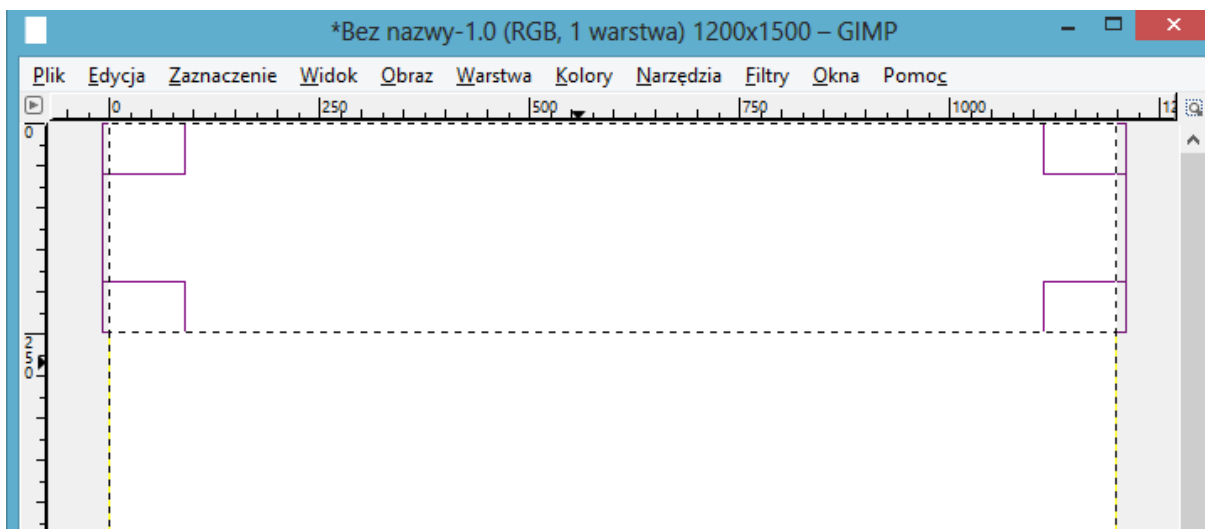 *Bez nazwy-1.0 (RGB, 1 warstwa) 1200x1500 – GIMP
Plik Edycja Zaznaczenie Widok Obraz Warstwa Kolory Narzędzia Filtry Okna Pomoc
0 250 500 750 1000 12
0
250